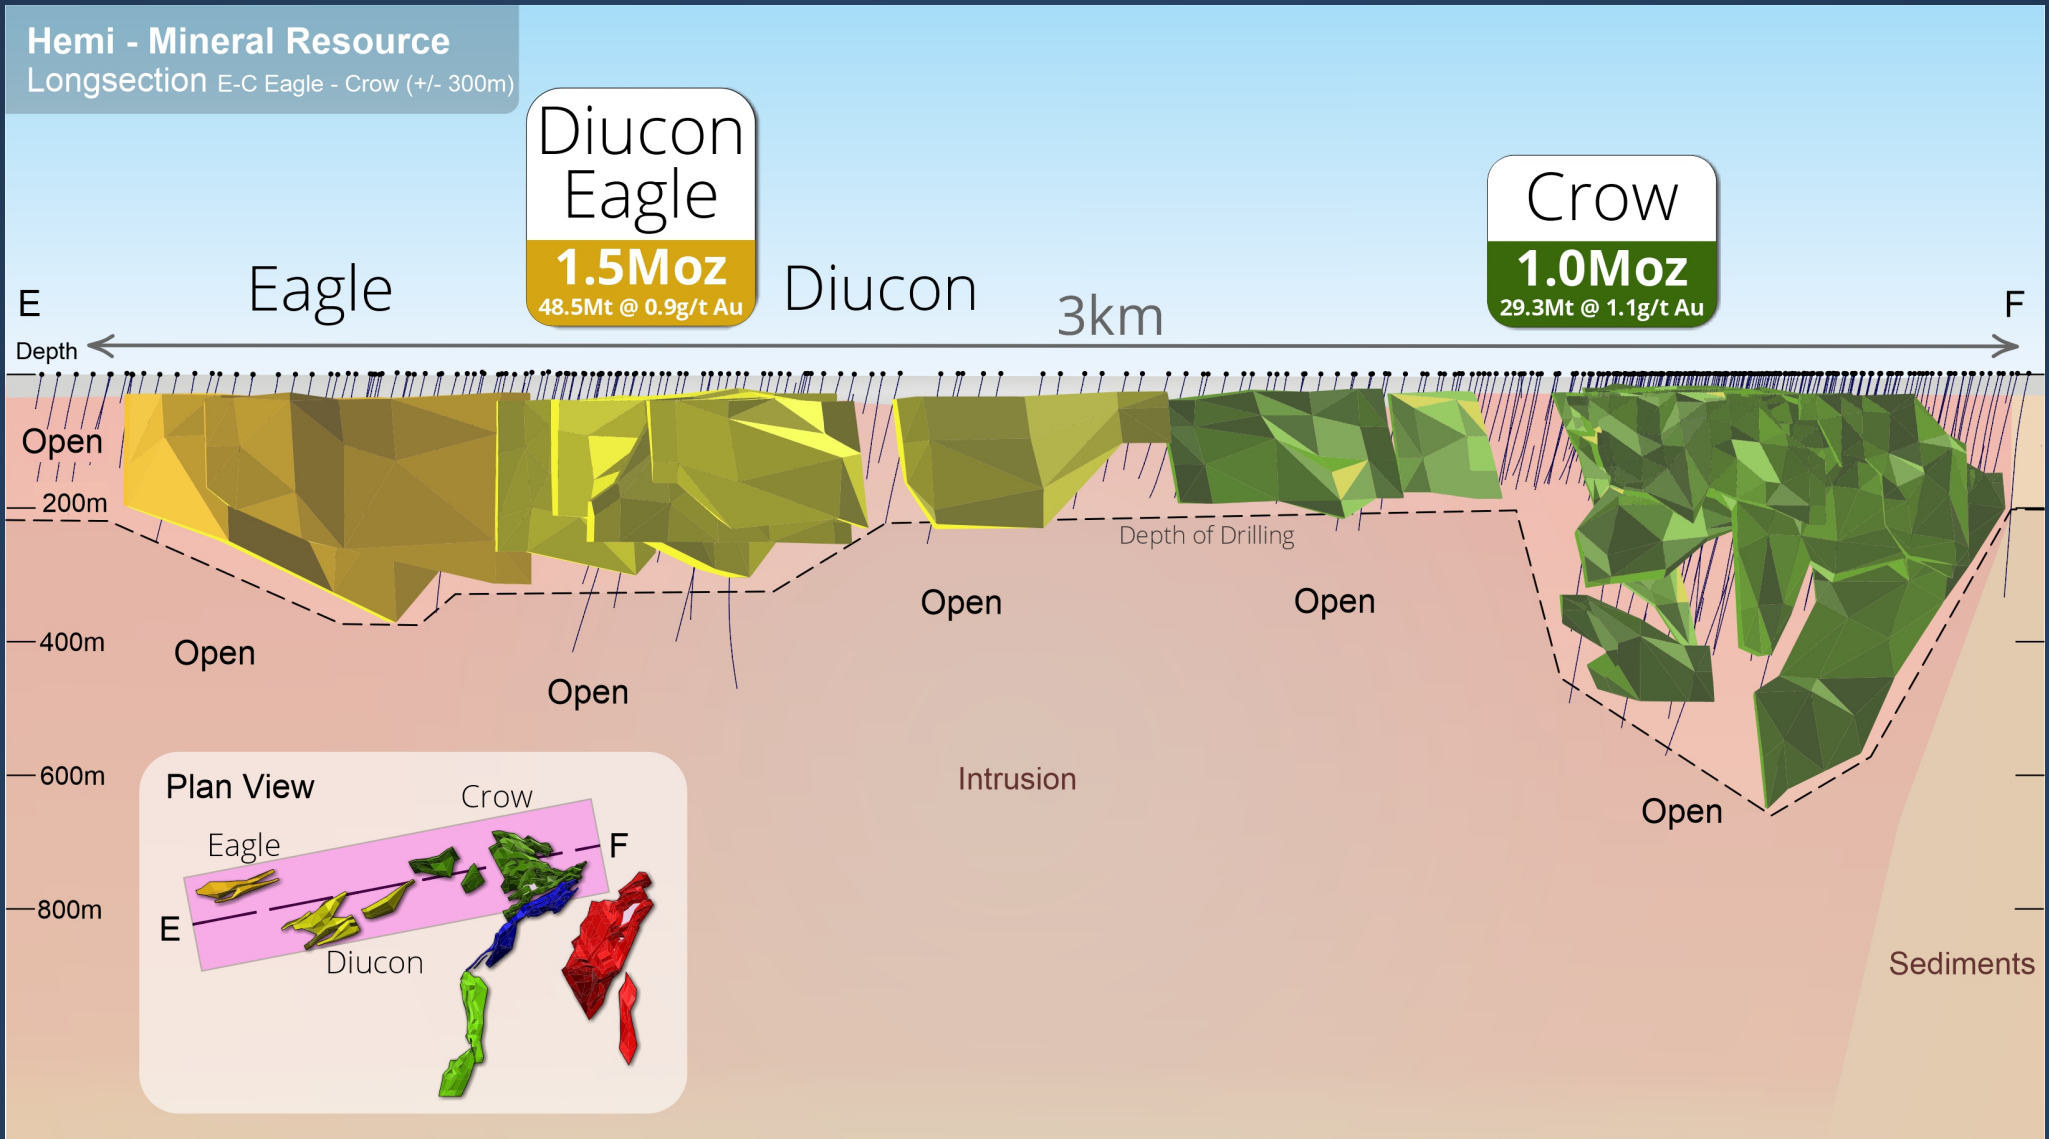 Hemi - Mineral Resource
Longsection E-C Eagle - Crow (+/- 300m)
Diucon
Eagle
1.5Moz
48.5Mt @ 0.9g/t Au
Crow
1.0Moz
29.3Mt @ 1.1g/t Au
E
Eagle
Diucon
3km
F
Depth
Open
200m
Depth of Drilling
Open
Open
400m
Open
Open
600m
Intrusion
Open
Plan View
Crow
Eagle
F
E
Diucon
800m
Sediments